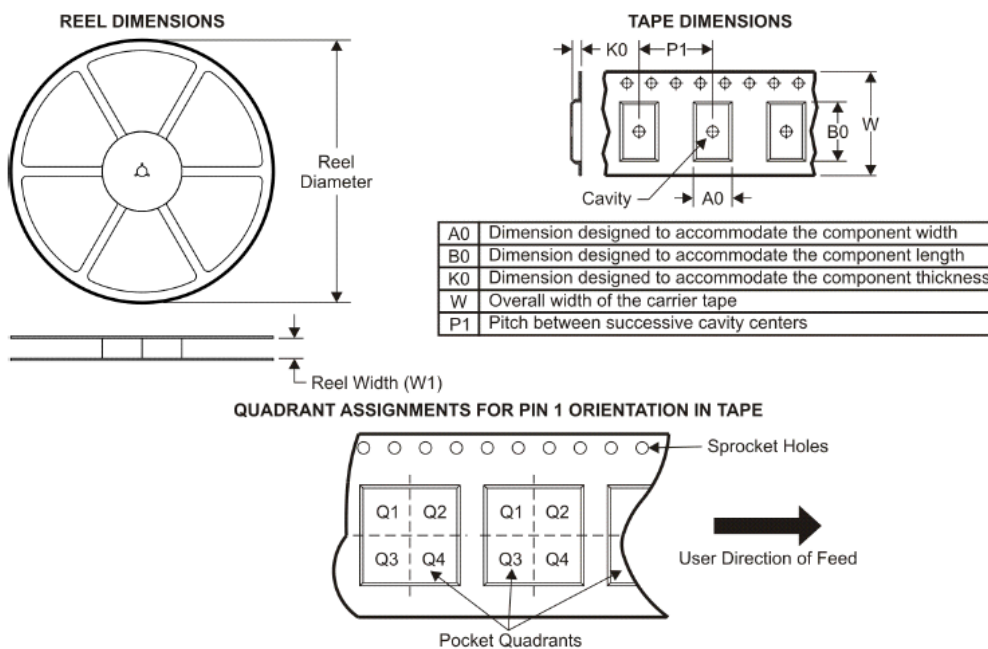 REEL DIMENSIONS
Reel
Diameter
Reel Width (W1)
TAPE DIMENSIONS
K0
P1
B0
W
Cavity
A0
A0 Dimension designed to accommodate the component width
B0 Dimension designed to accommodate the component length
K0 Dimension designed to accommodate the component thickness
W Overall width of the carrier tape
P1 Pitch between successive cavity centers
QUADRANT ASSIGNMENTS FOR PIN 1 ORIENTATION IN TAPE
Sprocket Holes
Q1 Q2 Q1 Q2
Q3 Q4 Q3 Q4
User Direction of Feed
Pocket Quadrants